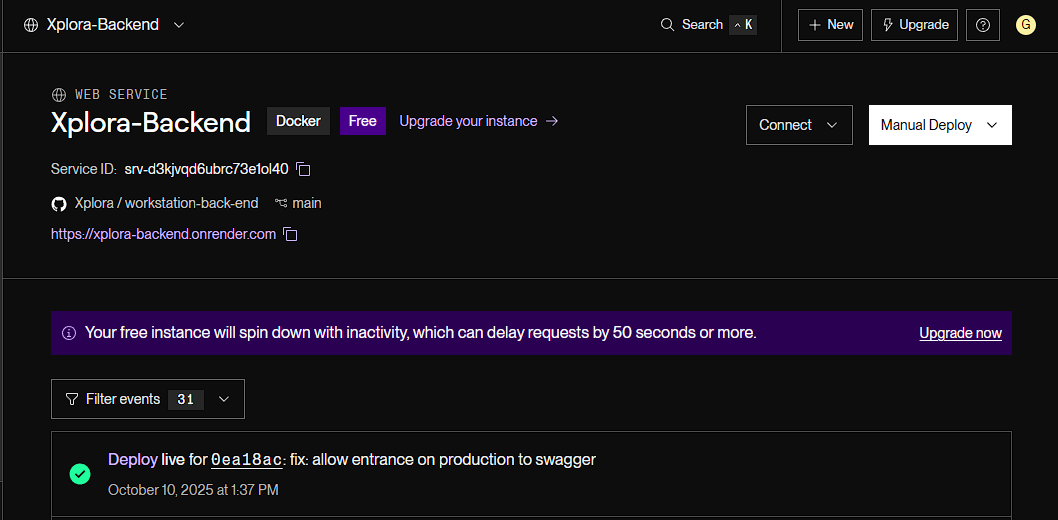 Xplora-Backend
Search ^ K
+ New
Upgrade
G
WEB SERVICE
Xplora-Backend Docker Free Upgrade your instance →
Connect
Manual Deploy
Service ID: srv-d3kjvqd6ubrc73e1ol40
Xplora / workstation-back-end main
https://xplora-backend.onrender.com
Your free instance will spin down with inactivity, which can delay requests by 50 seconds or more. Upgrade now
Filter events 31
Deploy live for 0ea18ac: fix: allow entrance on production to swagger
October 10, 2025 at 1:37 PM